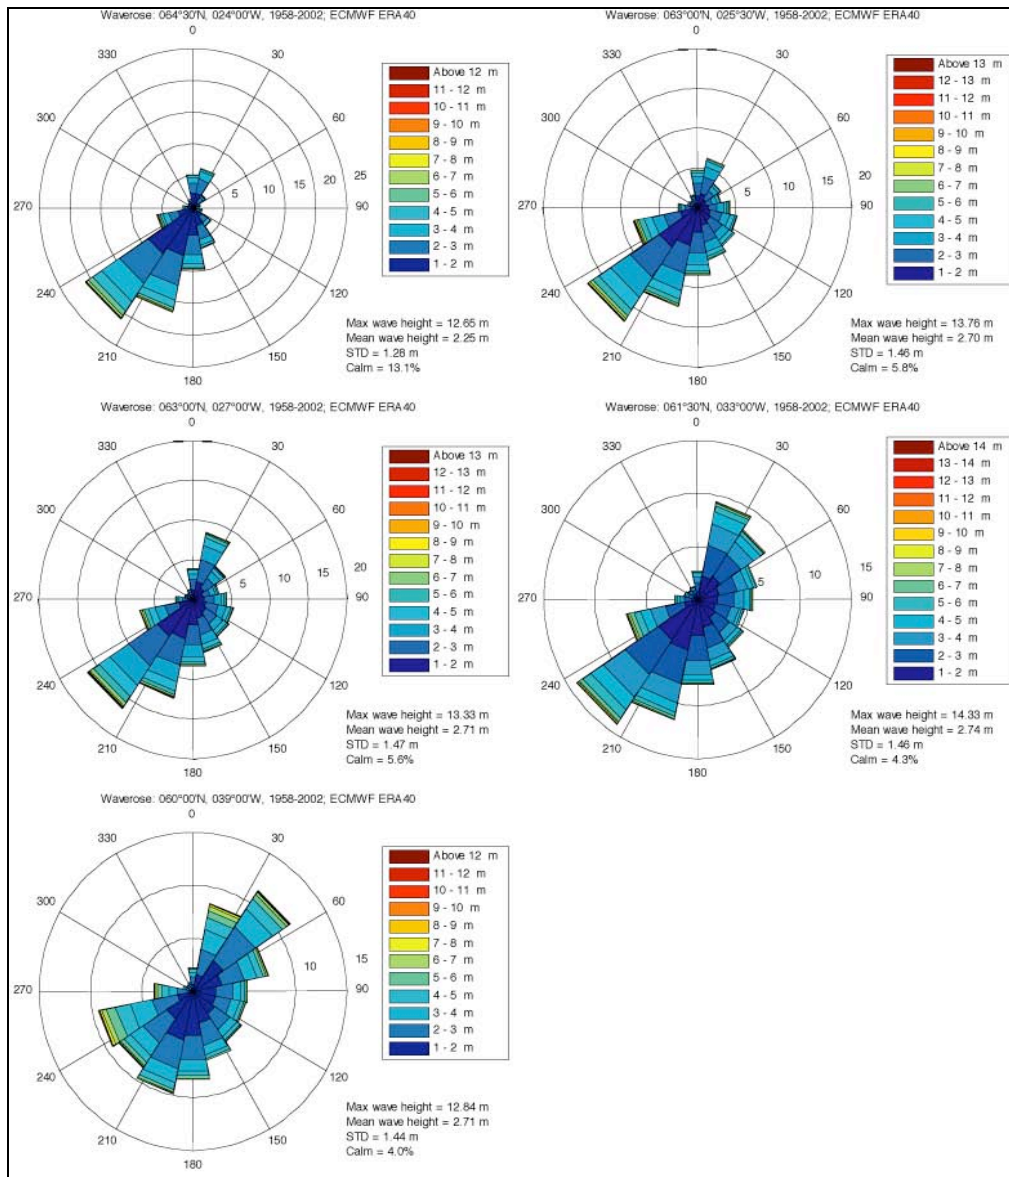 Waverose: 064°30'N, 024°00'W, 1958-2002; ECMWF ERA40
0
330
30
300
60
270
5
10
15
20
25
90
240
120
210
150
180
Above 12 m
11 - 12 m
10 - 11 m
9 - 10 m
8 - 9 m
7 - 8 m
6 - 7 m
5 - 6 m
4 - 5 m
3 - 4 m
2 - 3 m
1 - 2 m
Max wave height = 12.65 m
Mean wave height = 2.25 m
STD = 1.28 m
Calm = 13.1%
Waverose: 063°00'N, 025°30'W, 1958-2002; ECMWF ERA40
0
330
30
300
60
270
5
10
15
20
90
240
120
210
150
180
Above 13 m
12 - 13 m
11 - 12 m
10 - 11 m
9 - 10 m
8 - 9 m
7 - 8 m
6 - 7 m
5 - 6 m
4 - 5 m
3 - 4 m
2 - 3 m
1 - 2 m
Max wave height = 13.76 m
Mean wave height = 2.70 m
STD = 1.46 m
Calm = 5.8%
Waverose: 063°00'N, 027°00'W, 1958-2002; ECMWF ERA40
0
330
30
300
60
270
5
10
15
20
90
240
120
210
150
180
Above 13 m
12 - 13 m
11 - 12 m
10 - 11 m
9 - 10 m
8 - 9 m
7 - 8 m
6 - 7 m
5 - 6 m
4 - 5 m
3 - 4 m
2 - 3 m
1 - 2 m
Max wave height = 13.33 m
Mean wave height = 2.71 m
STD = 1.47 m
Calm = 5.6%
Waverose: 061°30'N, 033°00'W, 1958-2002; ECMWF ERA40
0
330
30
300
60
270
5
10
15
90
240
120
210
150
180
Above 14 m
13 - 14 m
12 - 13 m
11 - 12 m
10 - 11 m
9 - 10 m
8 - 9 m
7 - 8 m
6 - 7 m
5 - 6 m
4 - 5 m
3 - 4 m
2 - 3 m
1 - 2 m
Max wave height = 14.33 m
Mean wave height = 2.74 m
STD = 1.46 m
Calm = 4.3%
Waverose: 060°00'N, 039°00'W, 1958-2002; ECMWF ERA40
0
330
30
300
60
270
10
15
90
240
120
210
150
180
Above 12 m
11 - 12 m
10 - 11 m
9 - 10 m
8 - 9 m
7 - 8 m
6 - 7 m
5 - 6 m
4 - 5 m
3 - 4 m
2 - 3 m
1 - 2 m
Max wave height = 12.84 m
Mean wave height = 2.71 m
STD = 1.44 m
Calm = 4.0%